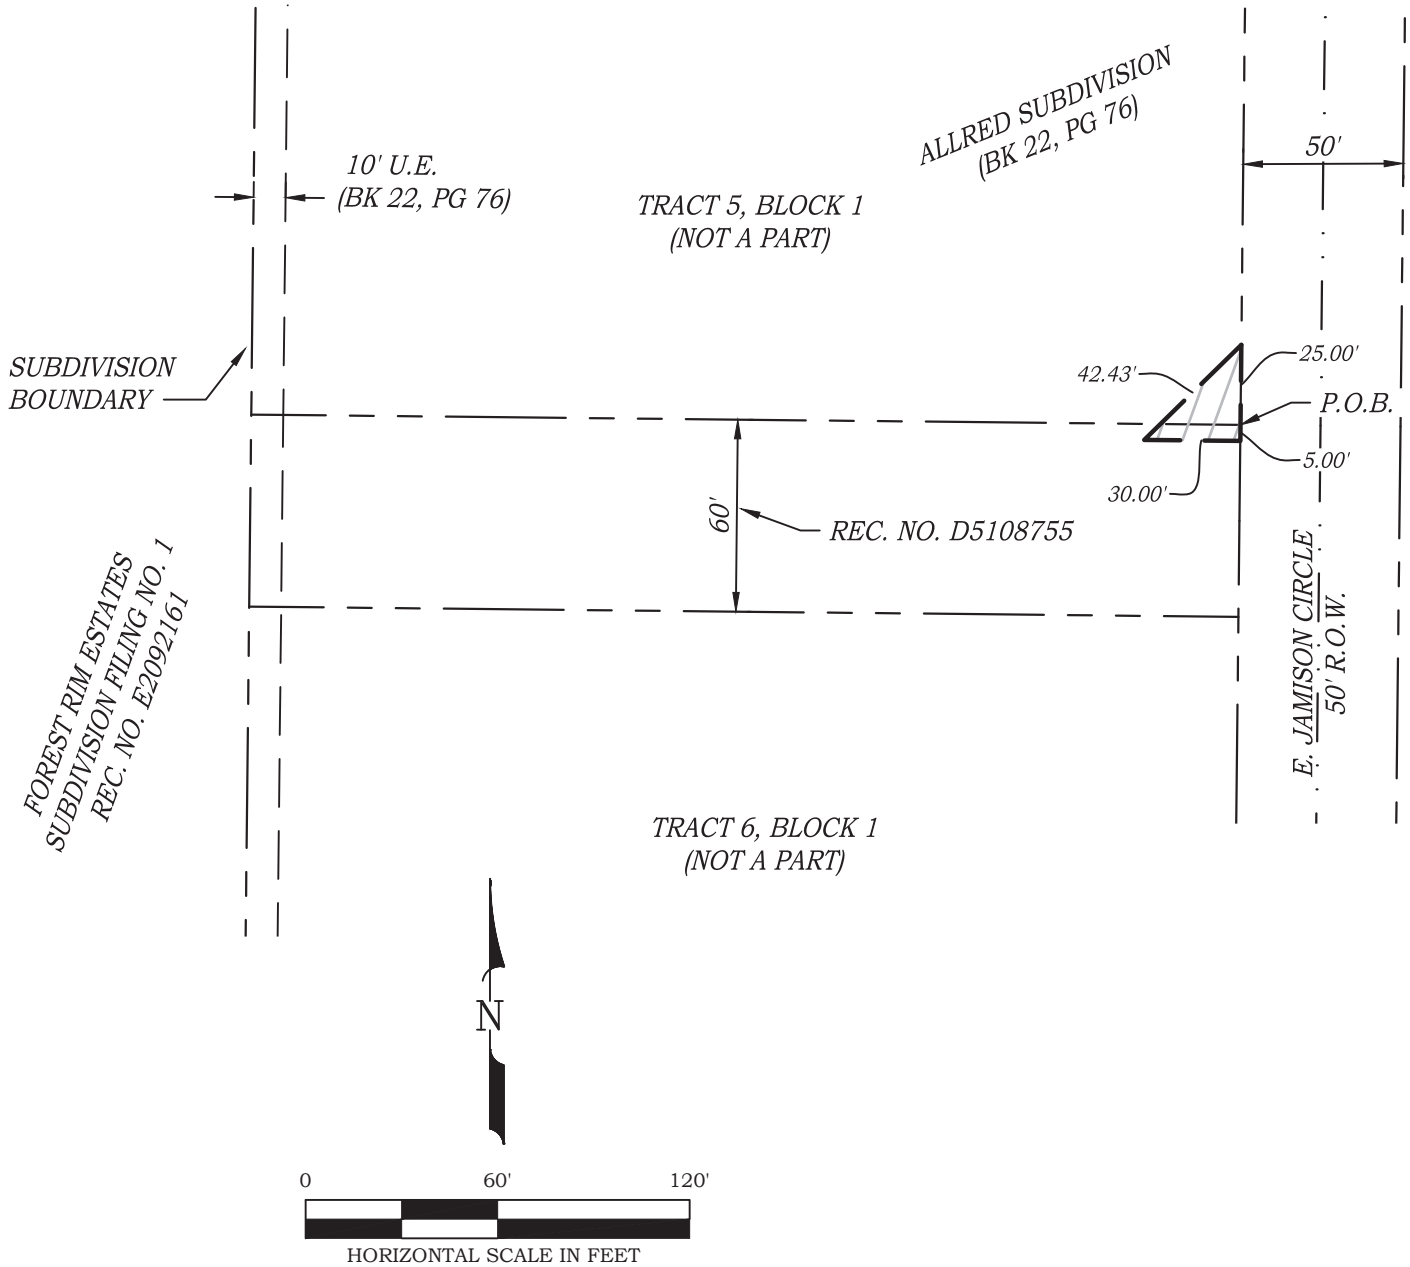 ALLRED SUBDIVISION
(BK 22, PG 76)
50'
10' U.E.
(BK 22, PG 76)
TRACT 5, BLOCK 1
(NOT A PART)
SUBDIVISION
BOUNDARY
25.00'
42.43'
P.O.B.
5.00'
30.00'
60'
REC. NO. D5108755
FOREST RIM ESTATES
SUBDIVISION FILING NO. 1
REC. NO. E2092161
E. JAMISON CIRCLE
50' R.O.W.
TRACT 6, BLOCK 1
(NOT A PART)
N
0 60' 120'
HORIZONTAL SCALE IN FEET